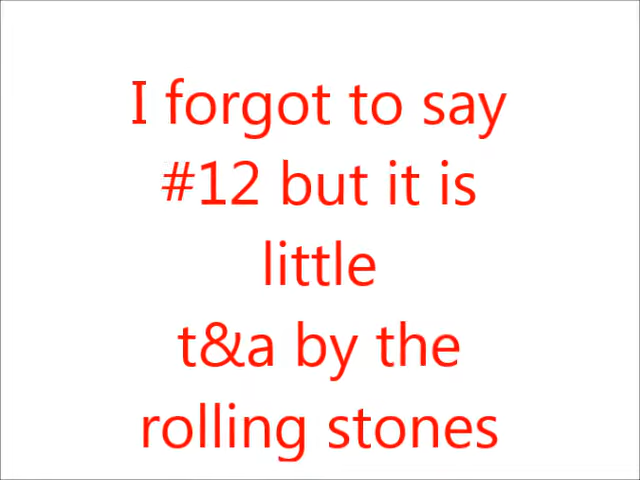 I forgot to say
#12 but it is
little
t&a by the
rolling stones